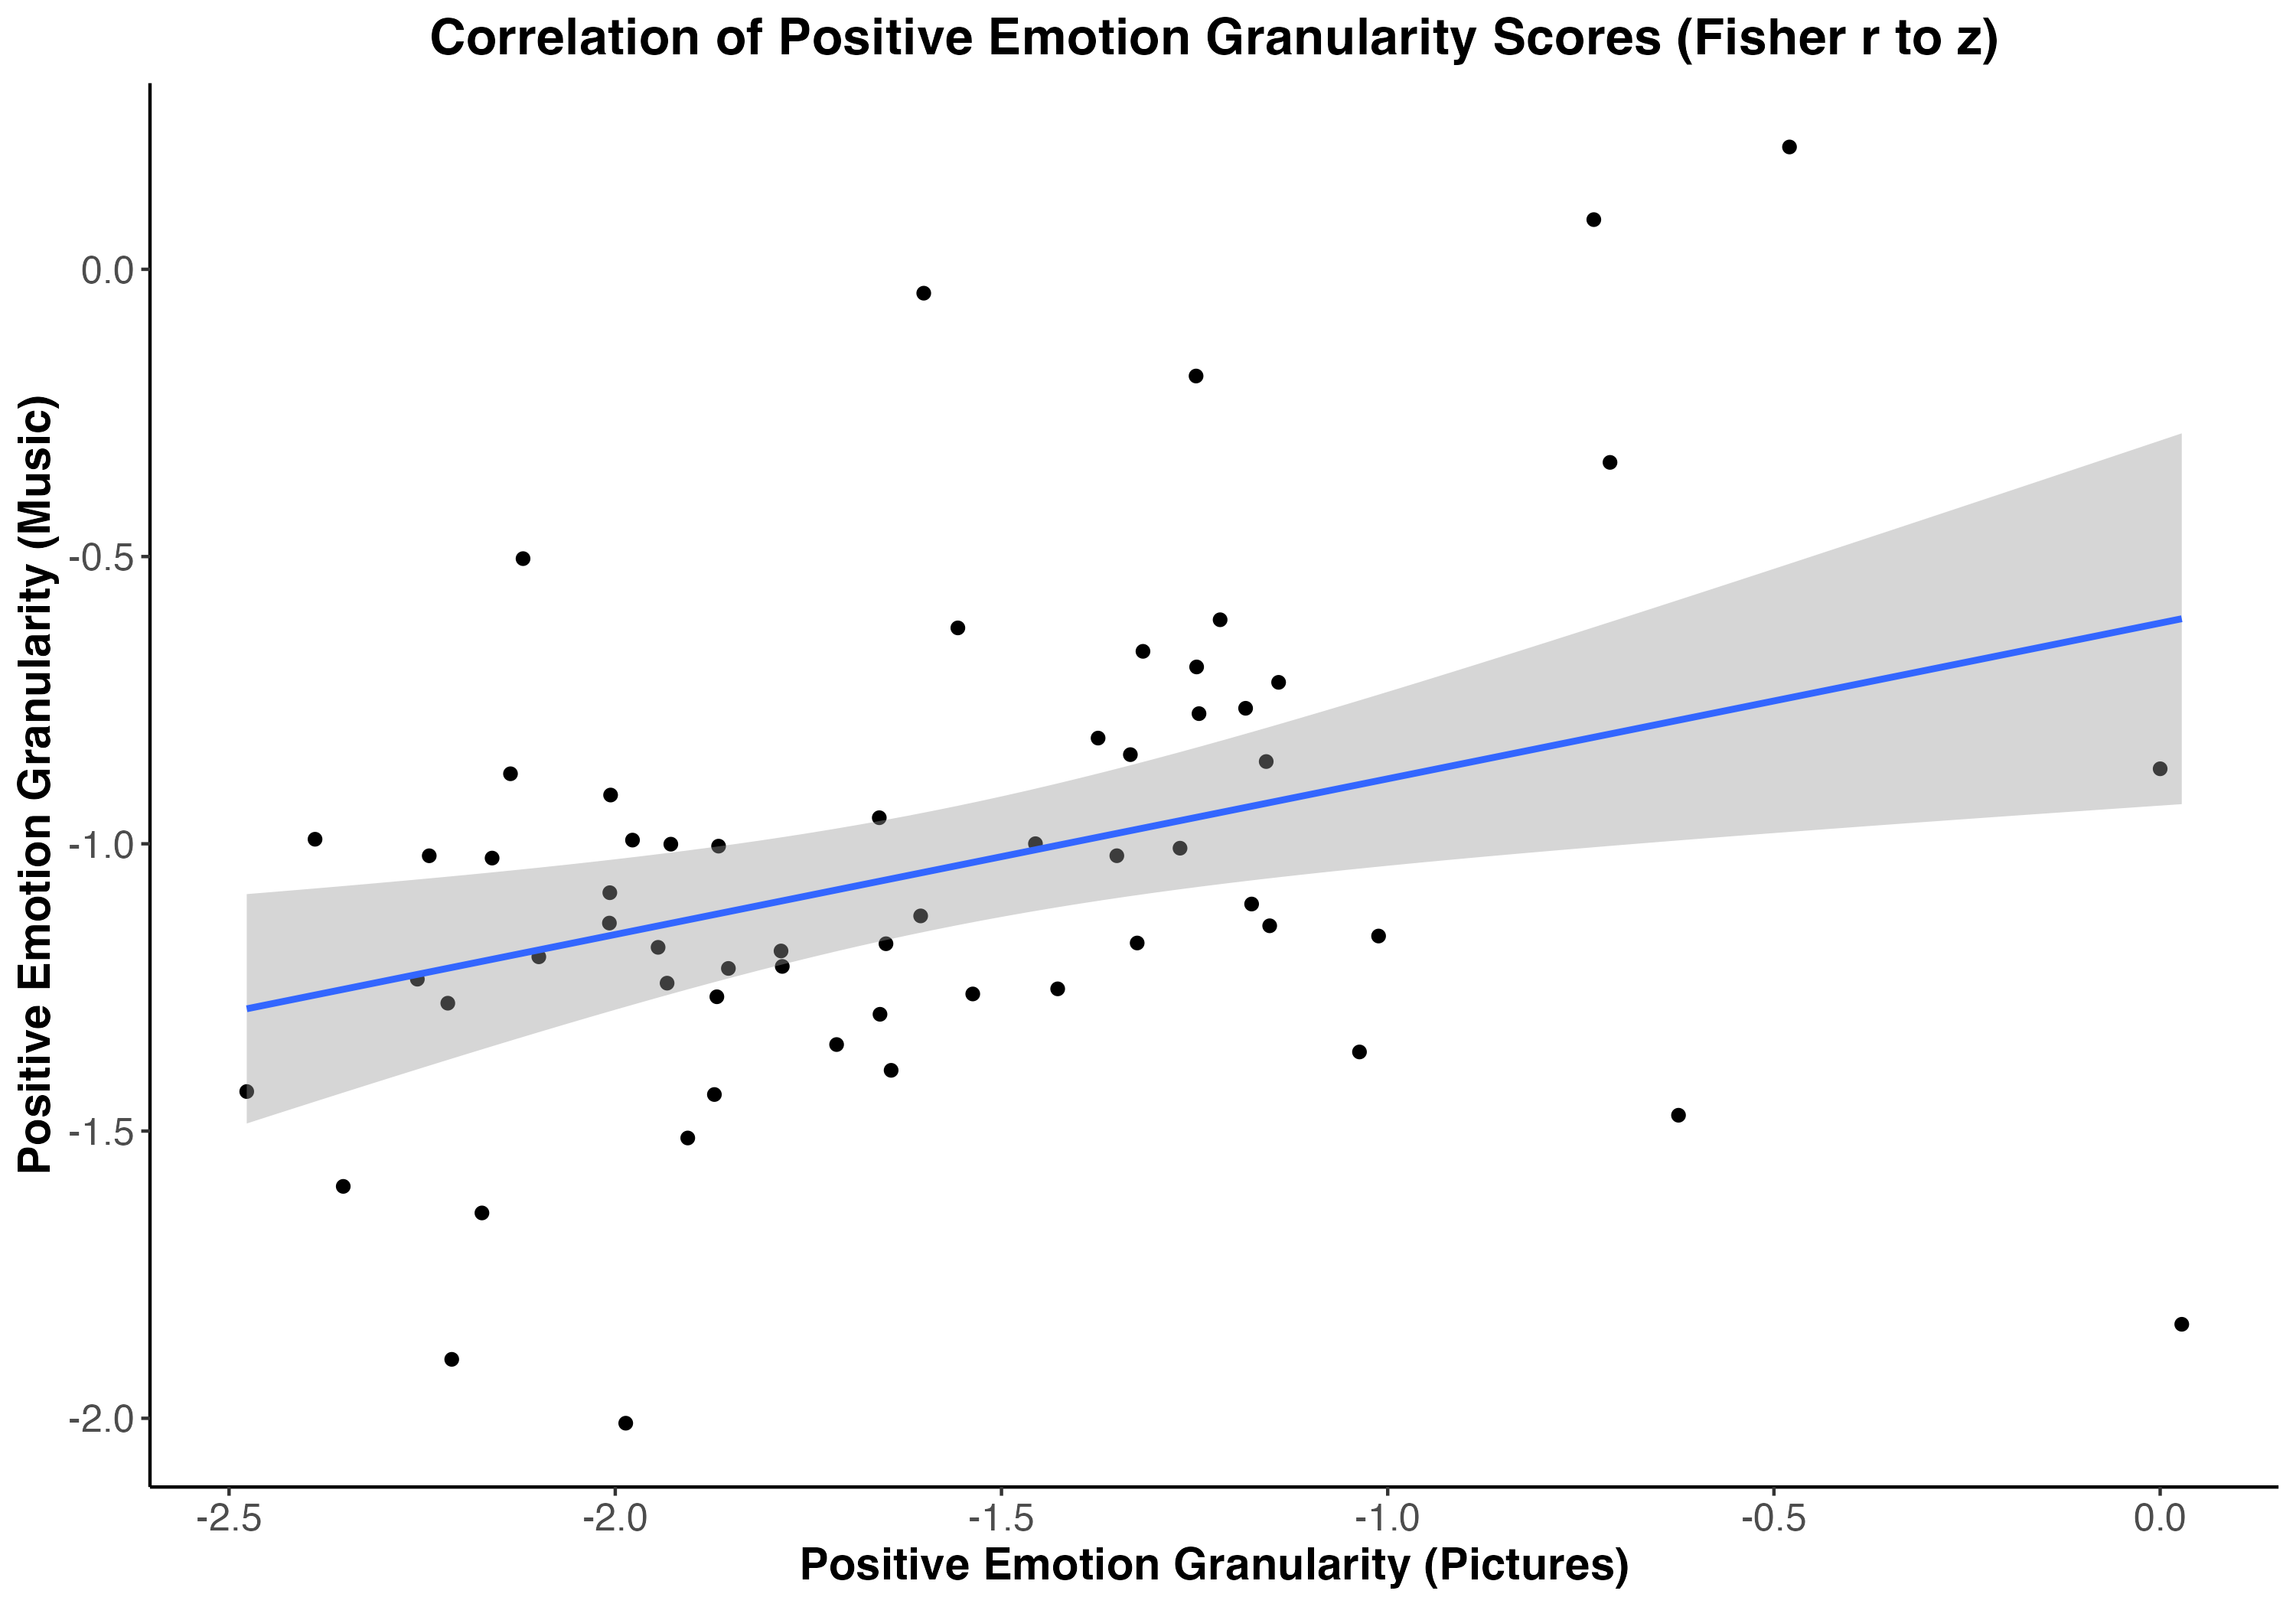 Correlation of Positive Emotion Granularity Scores (Fisher r to z)
Positive Emotion Granularity (Music)
0.0
-0.5
-1.0
-1.5
-2.0
-2.5 -2.0 -1.5 -1.0 -0.5 0.0
Positive Emotion Granularity (Pictures)